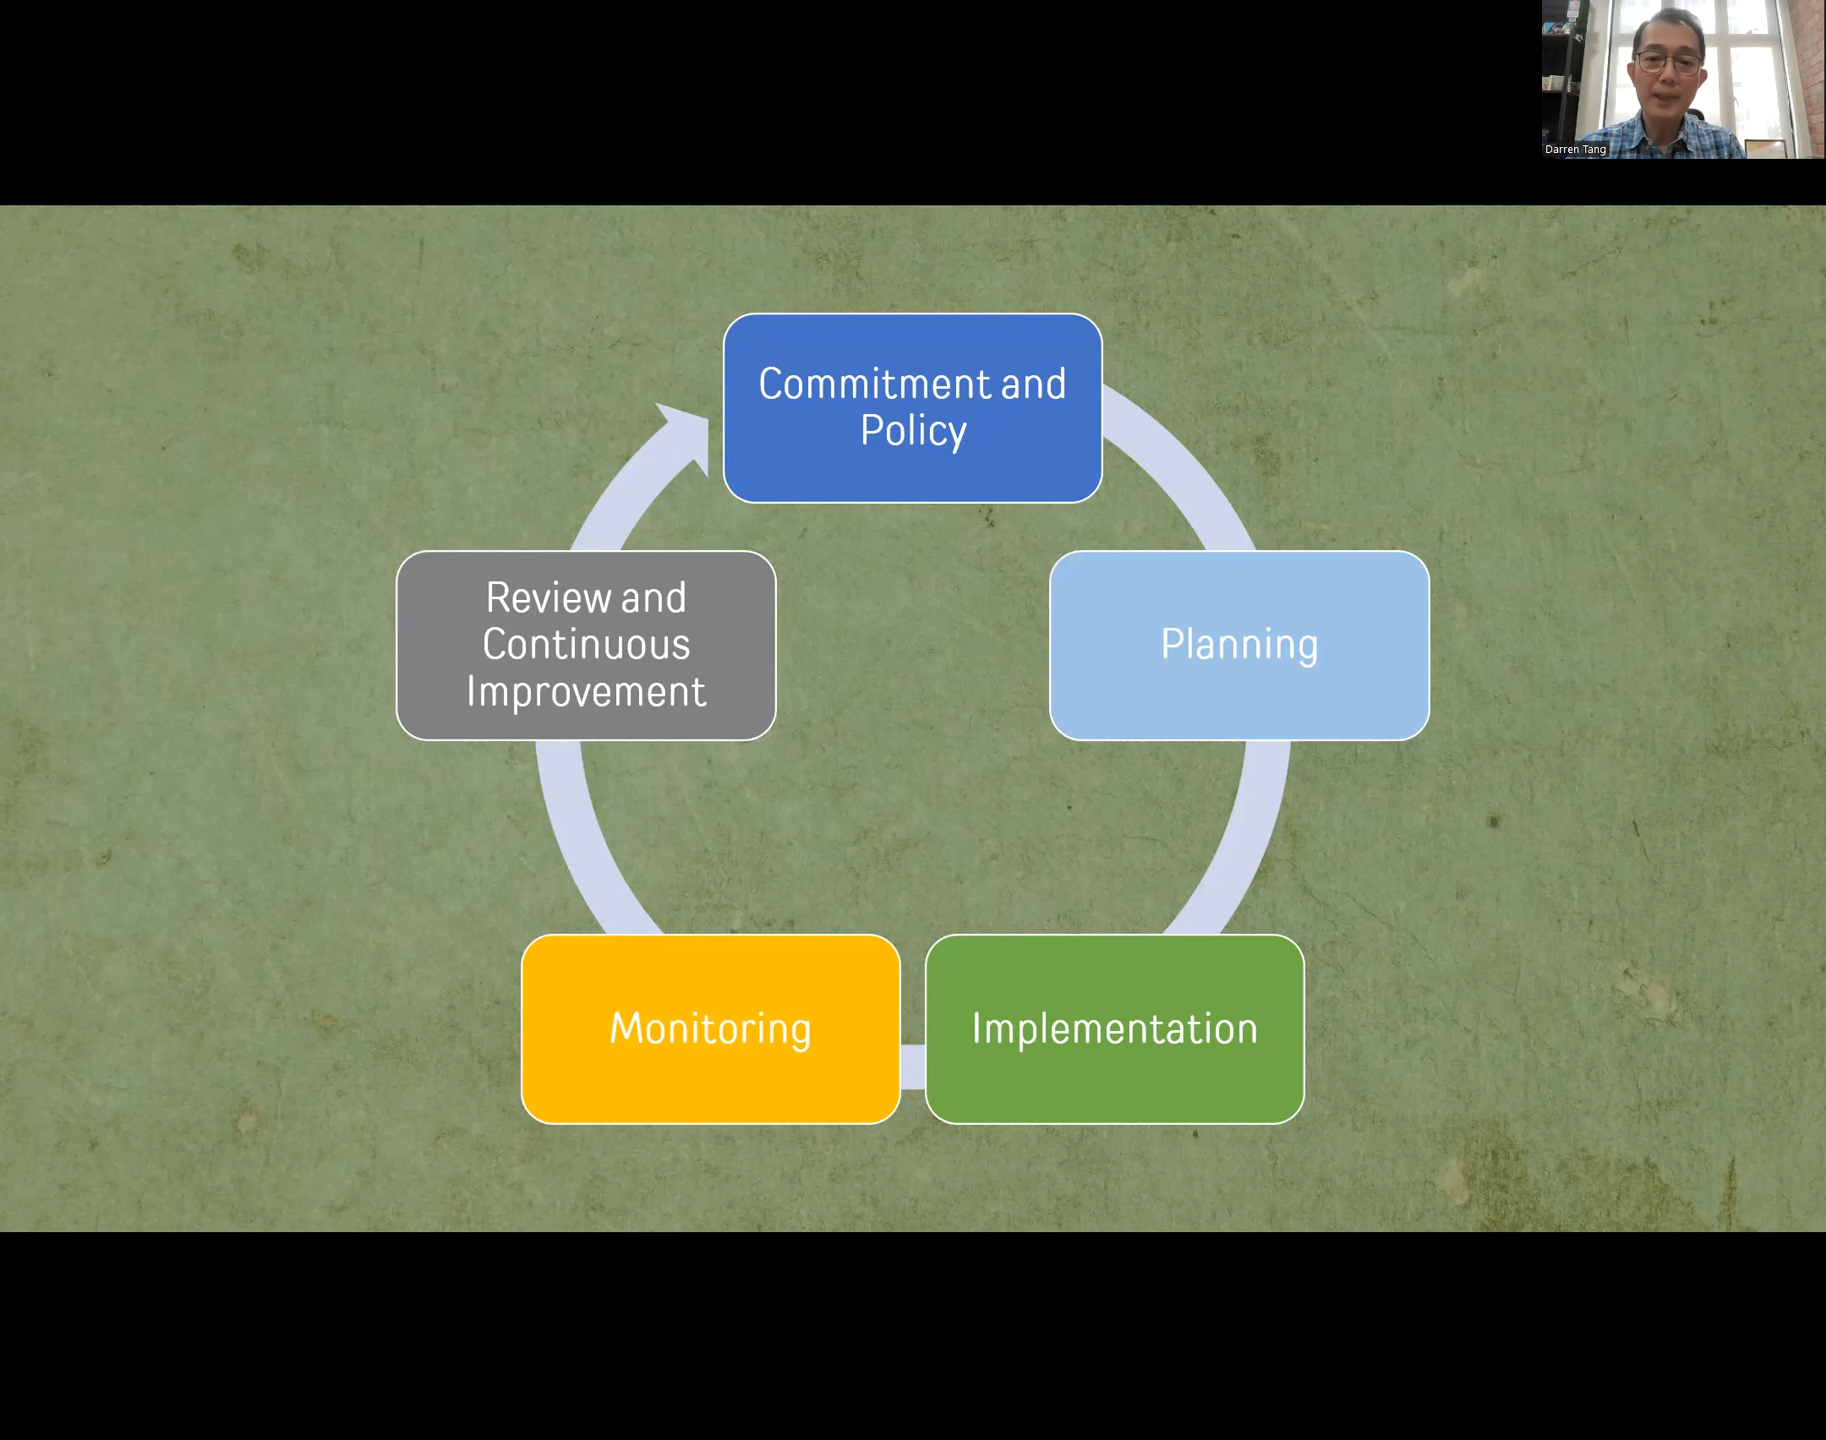 Darren Tang
Commitment and
Policy
Planning
Implementation
Monitoring
Review and
Continuous
Improvement